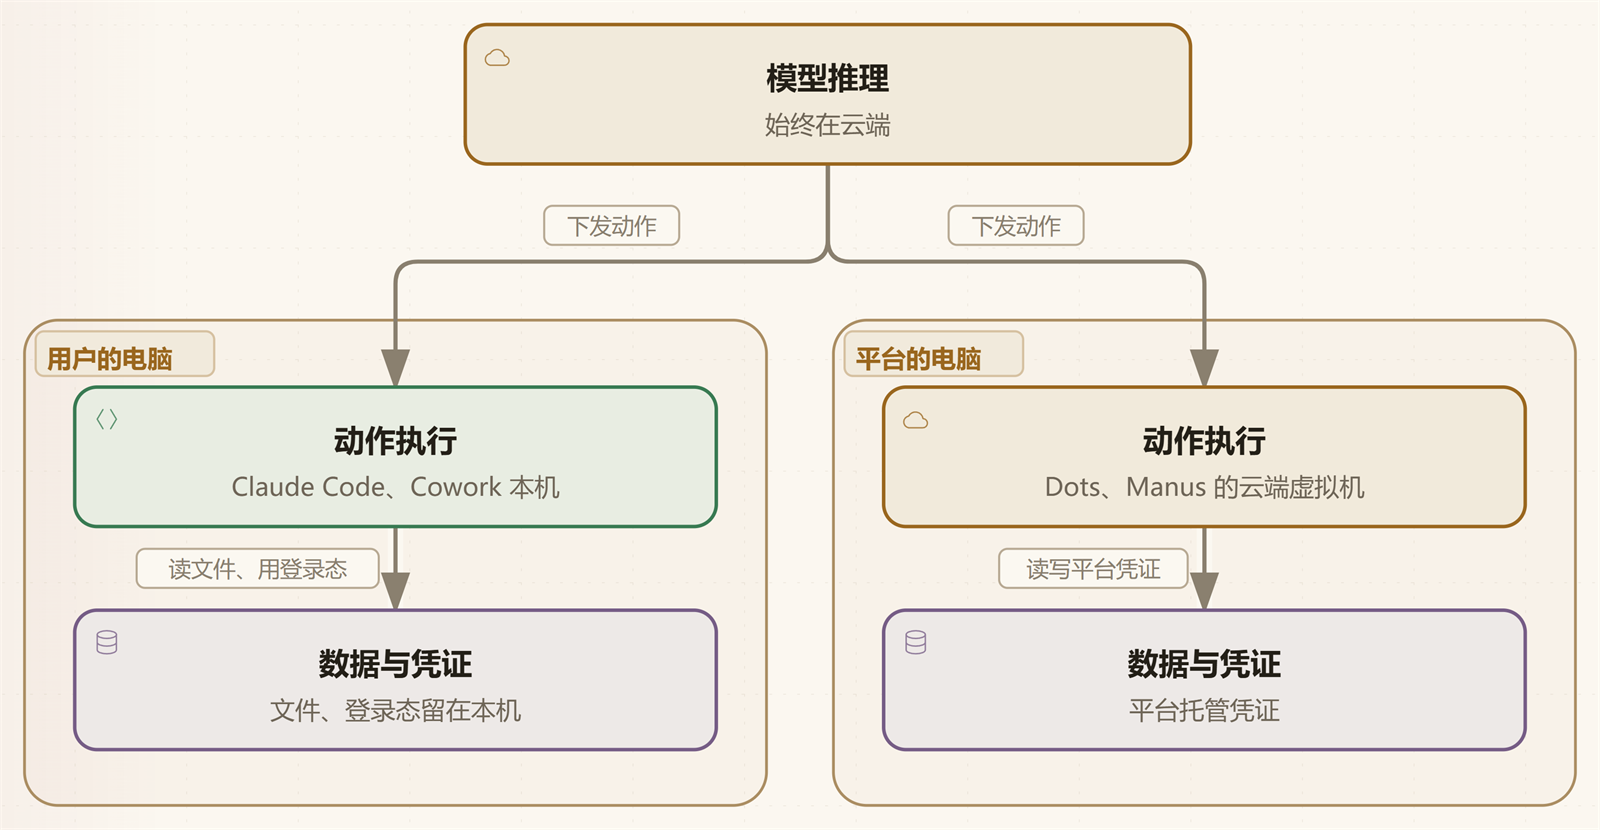 模型推理
始终在云端
下发动作
下发动作
用户的电脑
动作执行
Claude Code、Cowork 本机
读文件、用登录态
数据与凭证
文件、登录态留在本机
平台的电脑
动作执行
Dots、Manus 的云端虚拟机
读写平台凭证
数据与凭证
平台托管凭证